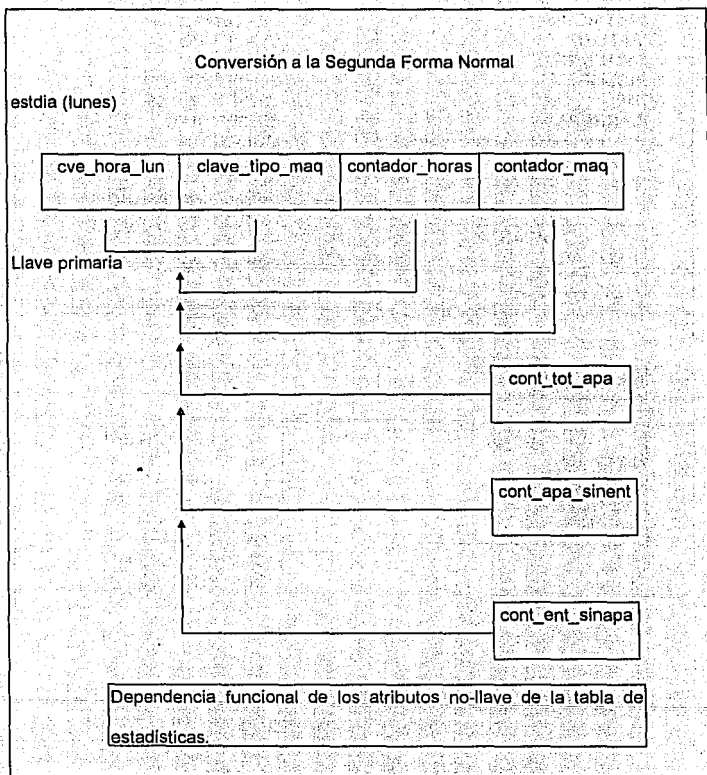 Conversión a la Segunda Forma Normal
estdia (lunes)
cve_hora_lun clave_tipo_maq contador_horas contador_maq
Llave primaria
cont_tot_apa
cont_apa_sinent
cont_ent_sinapa
Dependencia funcional de los atributos no-llave de la tabla de
estadísticas.